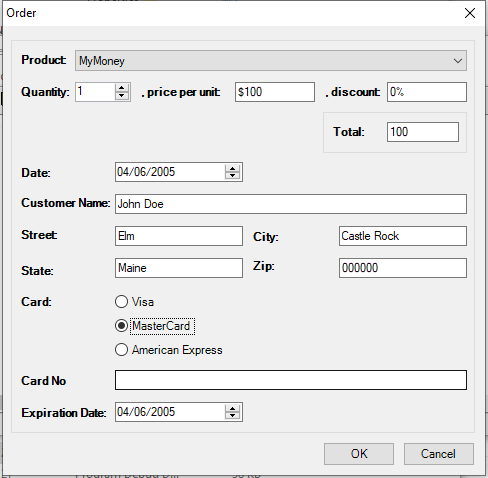 Order
Product: MyMoney
Quantity: 1 , price per unit: $100 , discount: 0%
Total: 100
Date: 04/06/2005
Customer Name: John Doe
Street: Elm City: Castle Rock
State: Maine Zip: 000000
Card: Visa
MasterCard
American Express
Card No
Expiration Date: 04/06/2005
OK Cancel